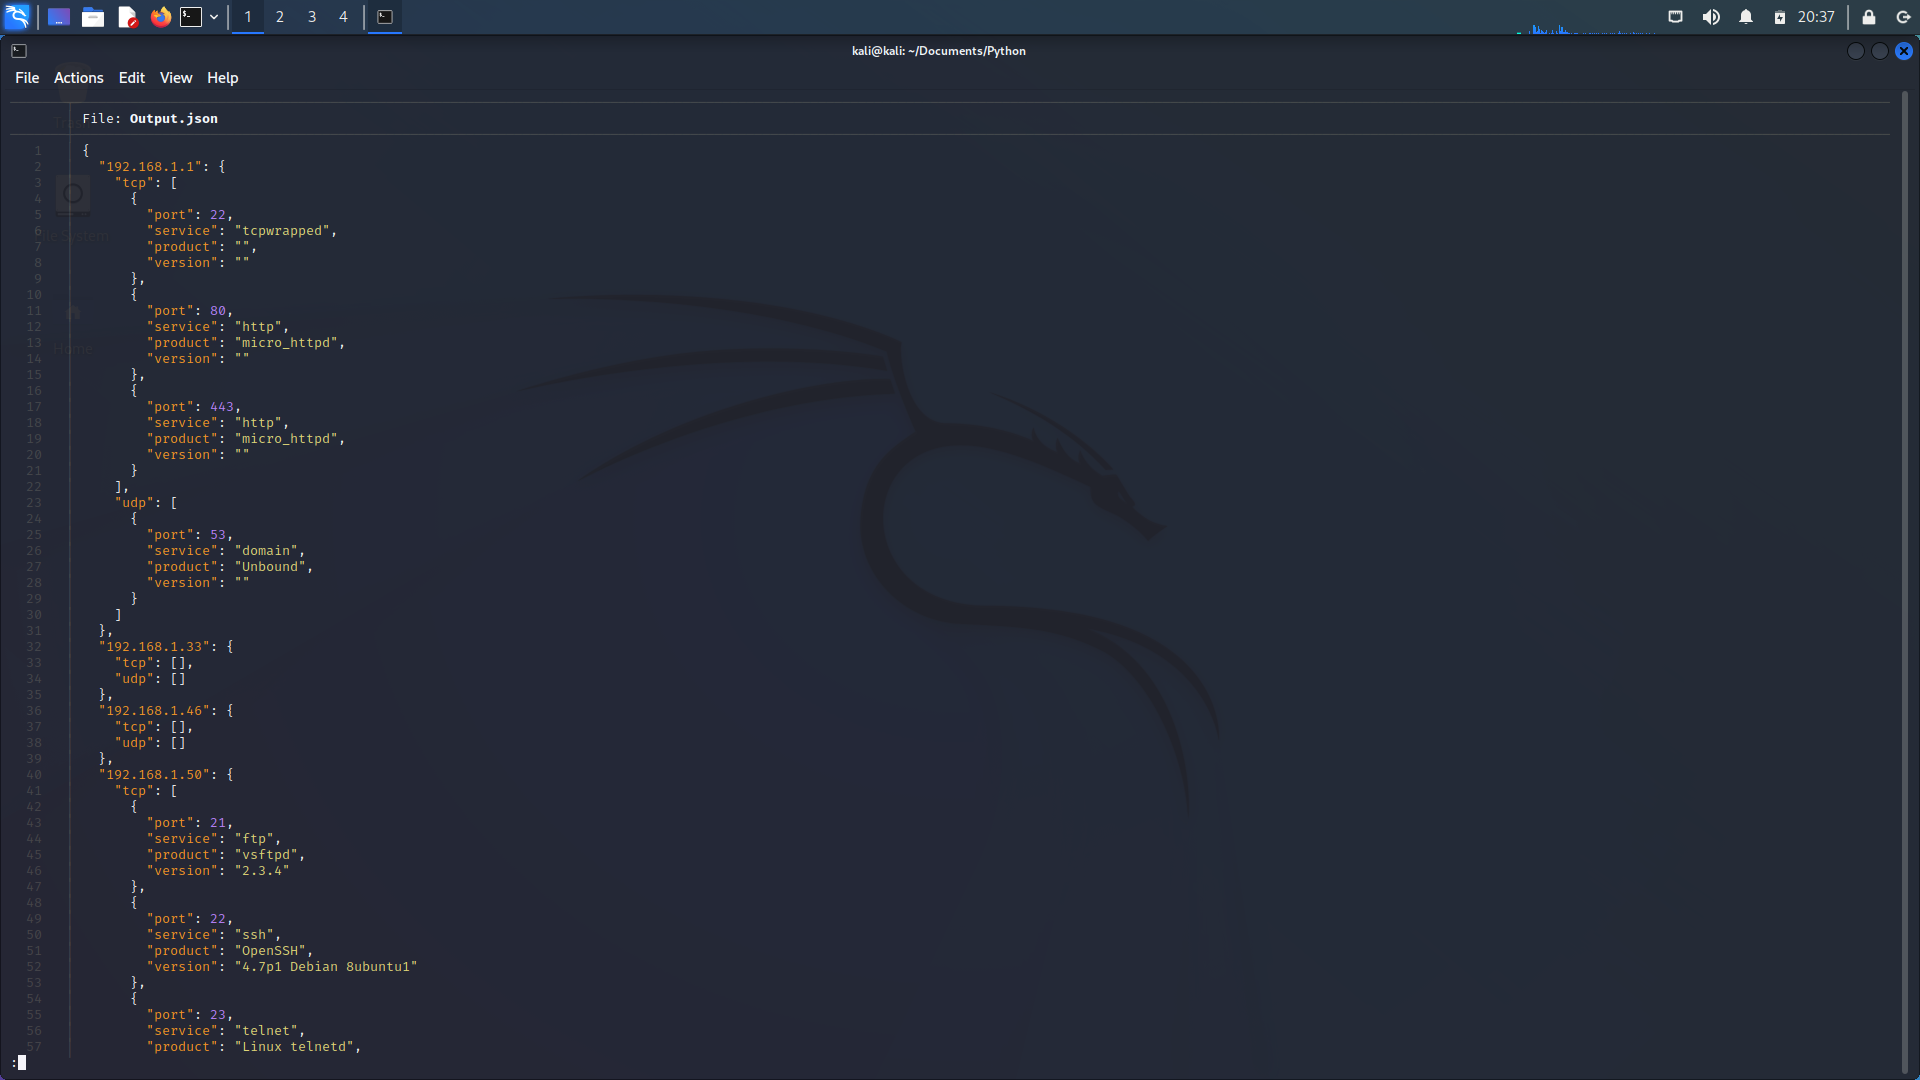 1
2
3
4
20:37
kali@kali: ~/Documents/Python
File Actions Edit View Help
File: Output.json
1 {
2   "192.168.1.1": {
3     "tcp": [
4       {
5         "port": 22,
6         "service": "tcpwrapped",
7         "product": "",
8         "version": ""
9       },
10       {
11         "port": 80,
12         "service": "http",
13         "product": "micro_httpd",
14         "version": ""
15       },
16       {
17         "port": 443,
18         "service": "http",
19         "product": "micro_httpd",
20         "version": ""
21       }
22     ],
23     "udp": [
24       {
25         "port": 53,
26         "service": "domain",
27         "product": "Unbound",
28         "version": ""
29       }
30     ]
31   },
32   "192.168.1.33": {
33     "tcp": [],
34     "udp": []
35   },
36   "192.168.1.46": {
37     "tcp": [],
38     "udp": []
39   },
40   "192.168.1.50": {
41     "tcp": [
42       {
43         "port": 21,
44         "service": "ftp",
45         "product": "vsftpd",
46         "version": "2.3.4"
47       },
48       {
49         "port": 22,
50         "service": "ssh",
51         "product": "OpenSSH",
52         "version": "4.7p1 Debian 8ubuntu1"
53       },
54       {
55         "port": 23,
56         "service": "telnet",
57         "product": "Linux telnetd",
:
Home